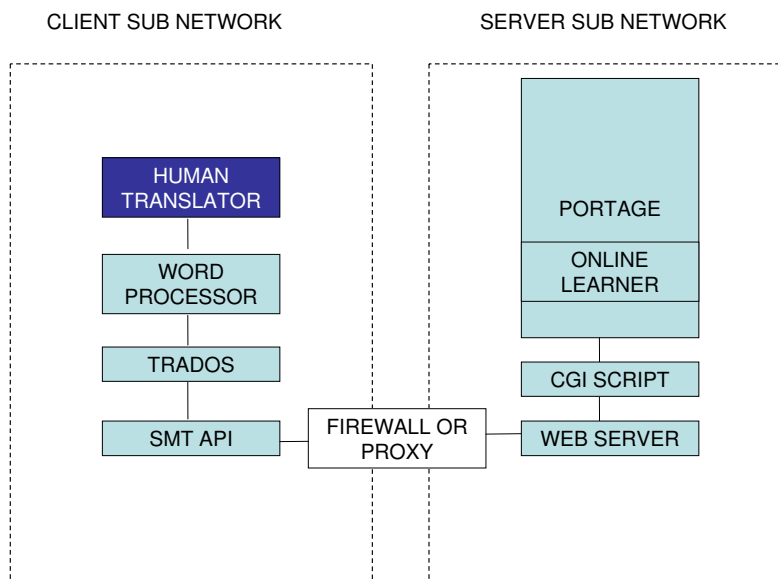 CLIENT SUB NETWORK
SERVER SUB NETWORK
HUMAN
TRANSLATOR
WORD
PROCESSOR
TRADOS
SMT API
FIREWALL OR
PROXY
PORTAGE
ONLINE
LEARNER
CGI SCRIPT
WEB SERVER